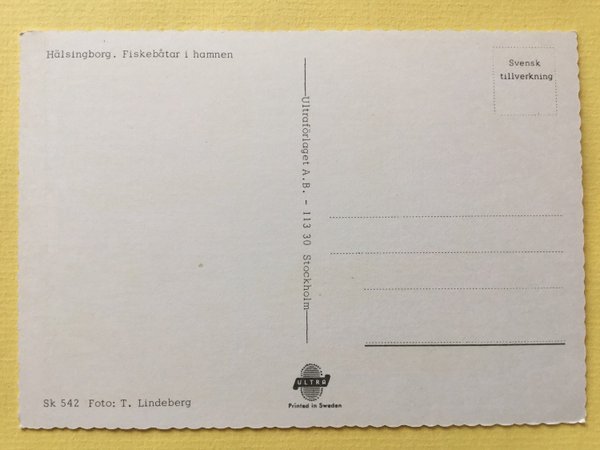 Hälsingborg. Fiskebåtar i hamnen
Svensk
tillverkning
Ultraförlaget A.B. - 113 30 Stockholm
Sk 542 Foto: T. Lindeberg
ULTRA
Printed in Sweden